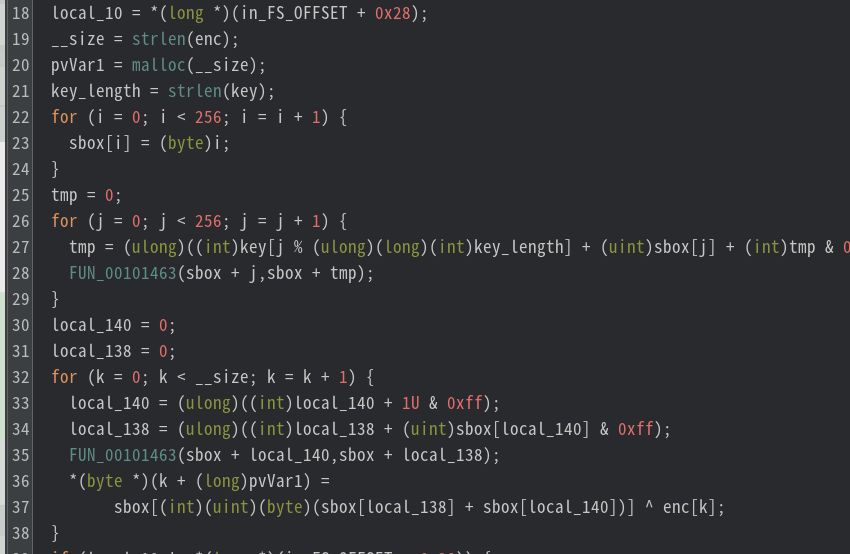 18 local_10 = *(long *)(in_FS_OFFSET + 0x28);
19 __size = strlen(enc);
20 pvVar1 = malloc(__size);
21 key_length = strlen(key);
22 for (i = 0; i < 256; i = i + 1) {
23 sbox[i] = (byte)i;
24 }
25 tmp = 0;
26 for (j = 0; j < 256; j = j + 1) {
27 tmp = (ulong)((int)key[j % (ulong)(long)(int)key_length] + (uint)sbox[j] + (int)tmp & 0
28 FUN_00101463(sbox + j,sbox + tmp);
29 }
30 local_140 = 0;
31 local_138 = 0;
32 for (k = 0; k < __size; k = k + 1) {
33 local_140 = (ulong)((int)local_140 + 1U & 0xff);
34 local_138 = (ulong)((int)local_138 + (uint)sbox[local_140] & 0xff);
35 FUN_00101463(sbox + local_140,sbox + local_138);
36 *(byte *)(k + (long)pvVar1) =
37 sbox[(int)(uint)(byte)(sbox[local_138] + sbox[local_140])] ^ enc[k];
38 }